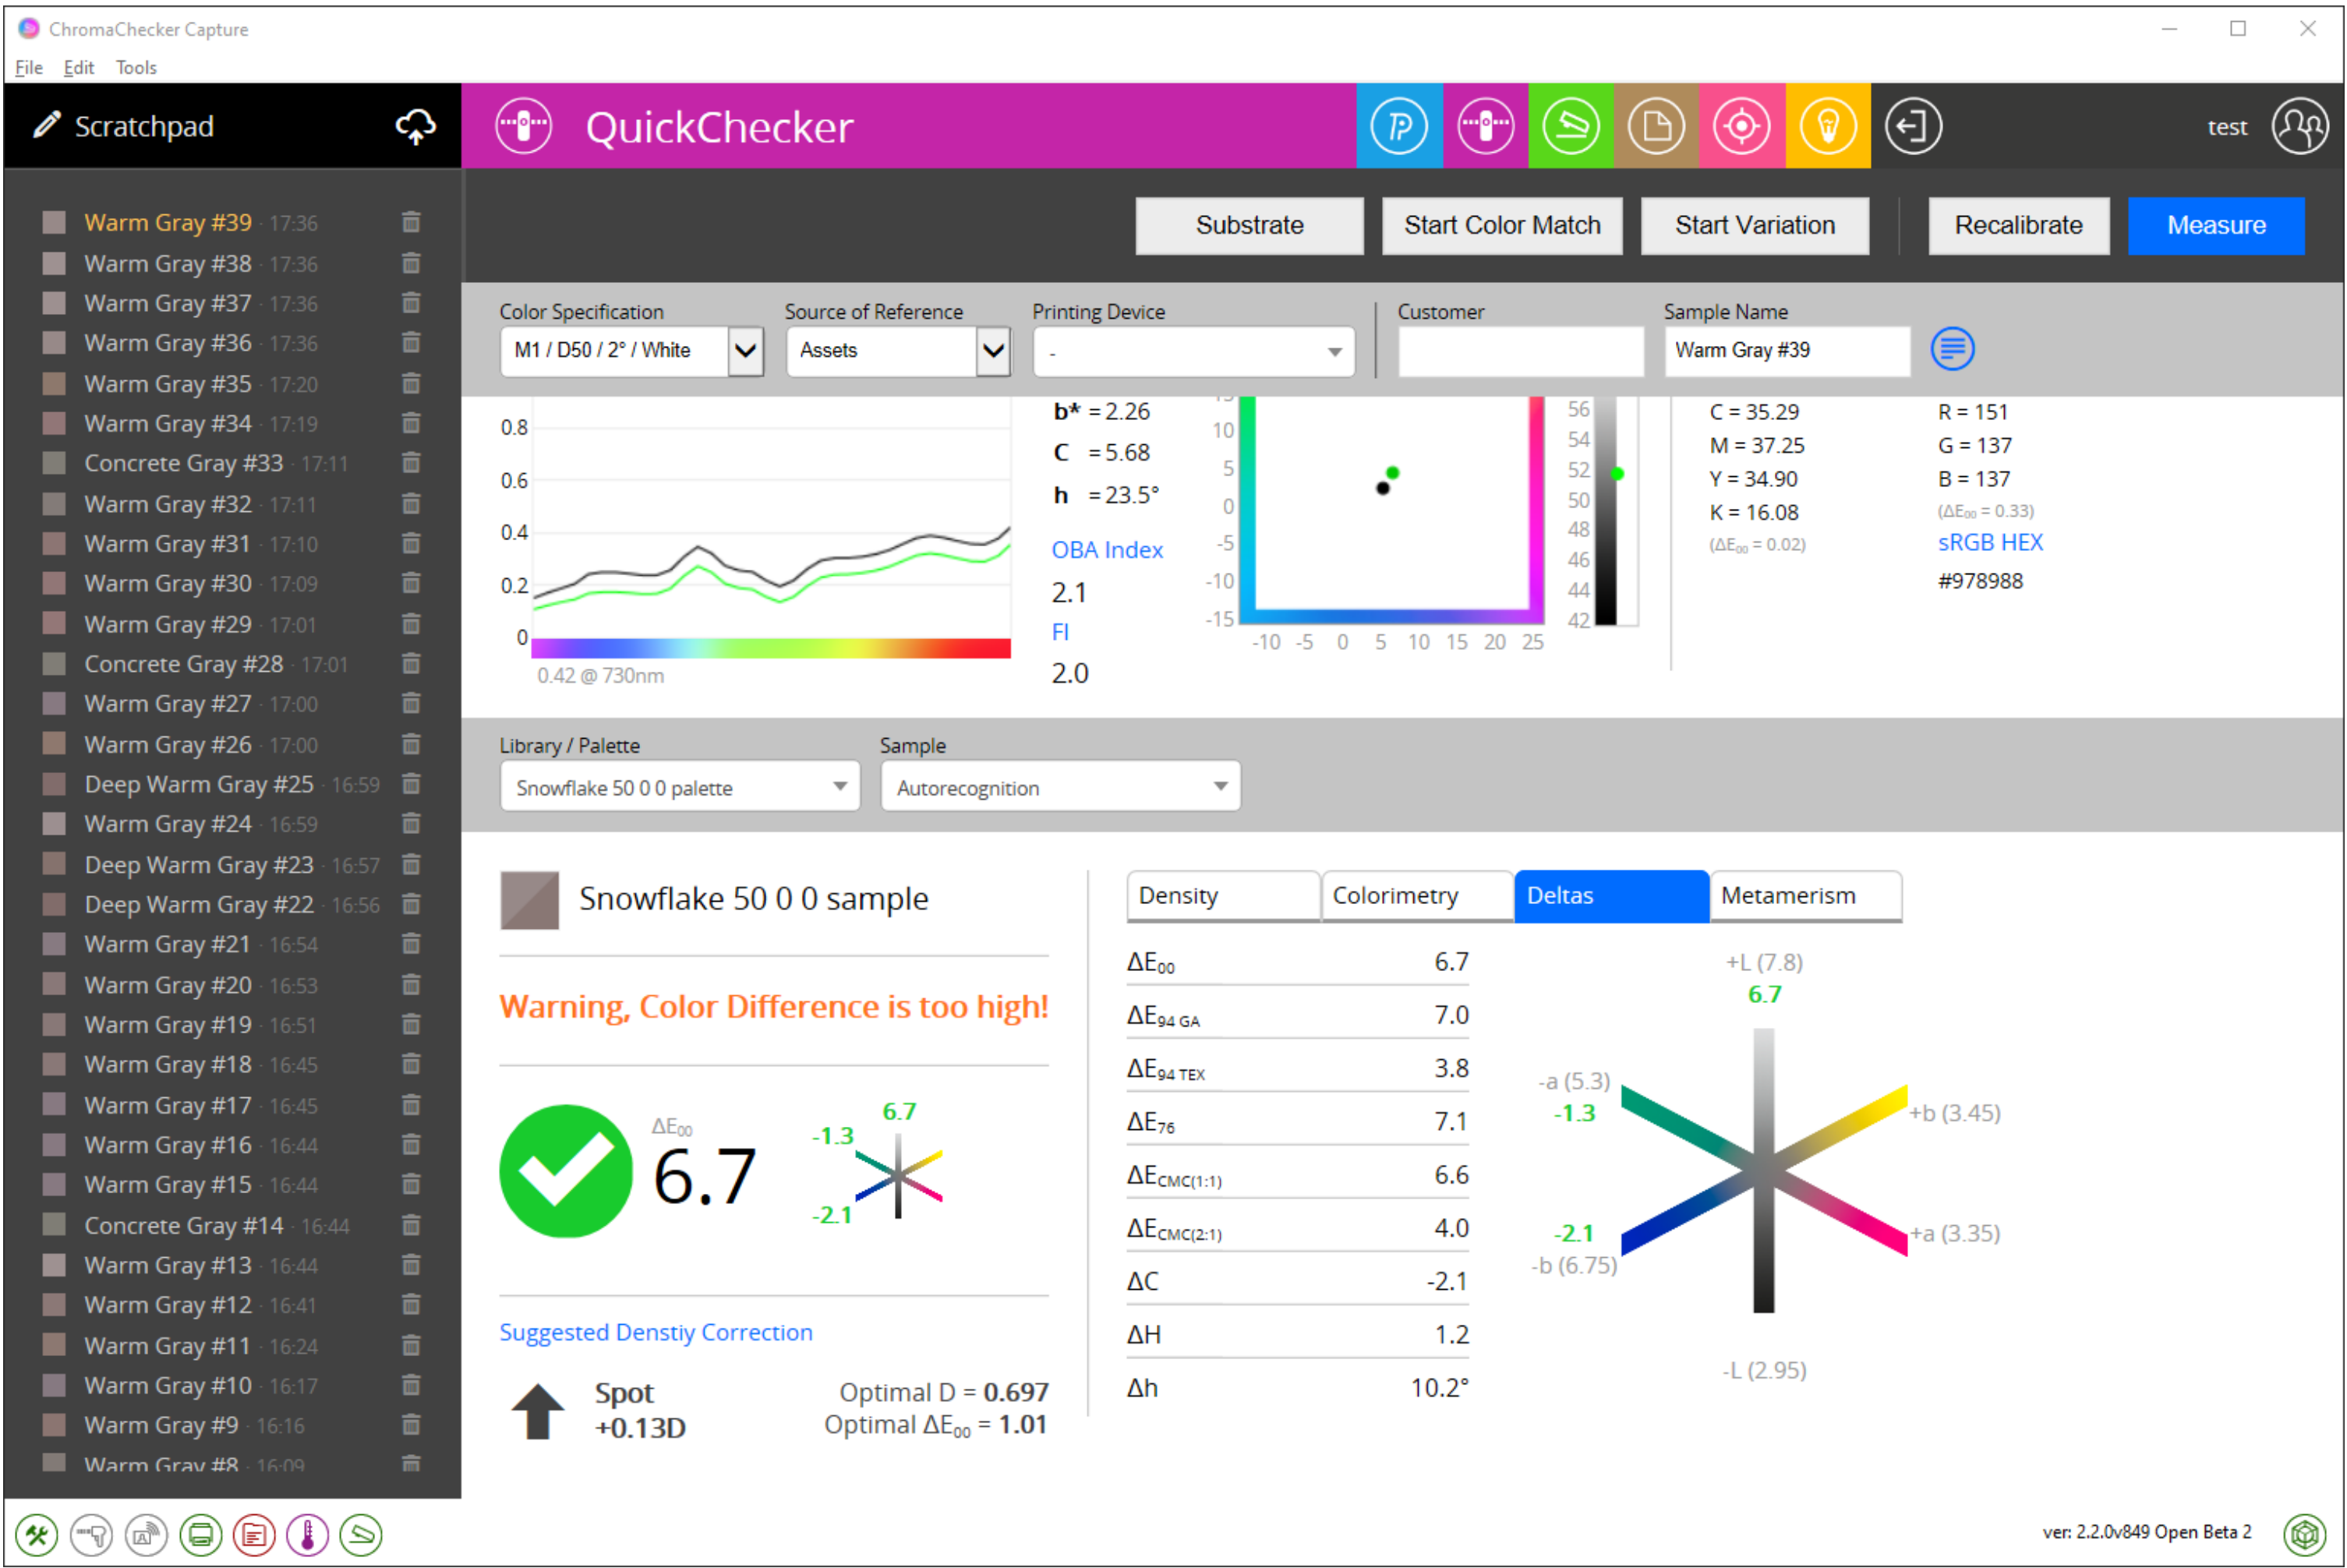 ChromaChecker Capture
File Edit Tools
Scratchpad
QuickChecker
test
Substrate
Start Color Match
Start Variation
Recalibrate
Measure
Warm Gray #39 · 17:36
Warm Gray #38 · 17:36
Warm Gray #37 · 17:36
Warm Gray #36 · 17:36
Warm Gray #35 · 17:20
Warm Gray #34 · 17:19
Concrete Gray #33 · 17:11
Warm Gray #32 · 17:11
Warm Gray #31 · 17:10
Warm Gray #30 · 17:09
Warm Gray #29 · 17:01
Concrete Gray #28 · 17:01
Warm Gray #27 · 17:00
Warm Gray #26 · 17:00
Deep Warm Gray #25 · 16:59
Warm Gray #24 · 16:59
Deep Warm Gray #23 · 16:57
Deep Warm Gray #22 · 16:56
Warm Gray #21 · 16:54
Warm Gray #20 · 16:53
Warm Gray #19 · 16:51
Warm Gray #18 · 16:45
Warm Gray #17 · 16:45
Warm Gray #16 · 16:44
Warm Gray #15 · 16:44
Concrete Gray #14 · 16:44
Warm Gray #13 · 16:44
Warm Gray #12 · 16:41
Warm Gray #11 · 16:24
Warm Gray #10 · 16:17
Warm Gray #9 · 16:16
Warm Gray #8 · 16:09
Color Specification
M1 / D50 / 2° / White
Source of Reference
Assets
Printing Device
-
Customer
Sample Name
Warm Gray #39
0.8
0.6
0.4
0.2
0
0.42 @ 730nm
b* = 2.26
C = 5.68
h = 23.5°
OBA Index
2.1
FI
2.0
15
10
5
0
-5
-10
-15
-10 -5 0 5 10 15 20 25
56
54
52
50
48
46
44
42
C = 35.29
M = 37.25
Y = 34.90
K = 16.08
(ΔE₀₀ = 0.02)
R = 151
G = 137
B = 137
(ΔE₀₀ = 0.33)
sRGB HEX
#978988
Library / Palette
Snowflake 50 0 0 palette
Sample
Autorecognition
Snowflake 50 0 0 sample
Warning, Color Difference is too high!
ΔE₀₀
6.7
6.7
-1.3
-2.1
Suggested Denstiy Correction
Spot
+0.13D
Optimal D = 0.697
Optimal ΔE₀₀ = 1.01
Density
Colorimetry
Deltas
Metamerism
ΔE₀₀ 6.7
ΔE94 GA 7.0
ΔE94 TEX 3.8
ΔE76 7.1
ΔECMC(1:1) 6.6
ΔECMC(2:1) 4.0
ΔC -2.1
ΔH 1.2
Δh 10.2°
+L (7.8)
6.7
-a (5.3)
-1.3
+b (3.45)
-2.1
-b (6.75)
+a (3.35)
-L (2.95)
ver: 2.2.0v849 Open Beta 2